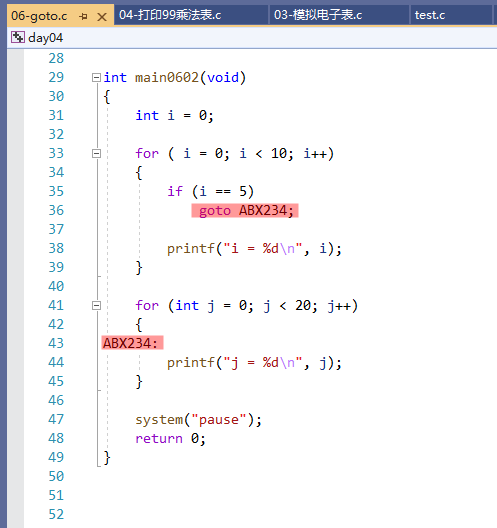 06-goto.c 04-打印99乘法表.c 03-模拟电子表.c test.c
day04
28
29 int main0602(void)
30 {
31 int i = 0;
32
33 for ( i = 0; i < 10; i++)
34 {
35 if (i == 5)
36 goto ABX234;
37
38 printf("i = %d\n", i);
39 }
40
41 for (int j = 0; j < 20; j++)
42 {
43 ABX234:
44 printf("j = %d\n", j);
45 }
46
47 system("pause");
48 return 0;
49 }
50
51
52